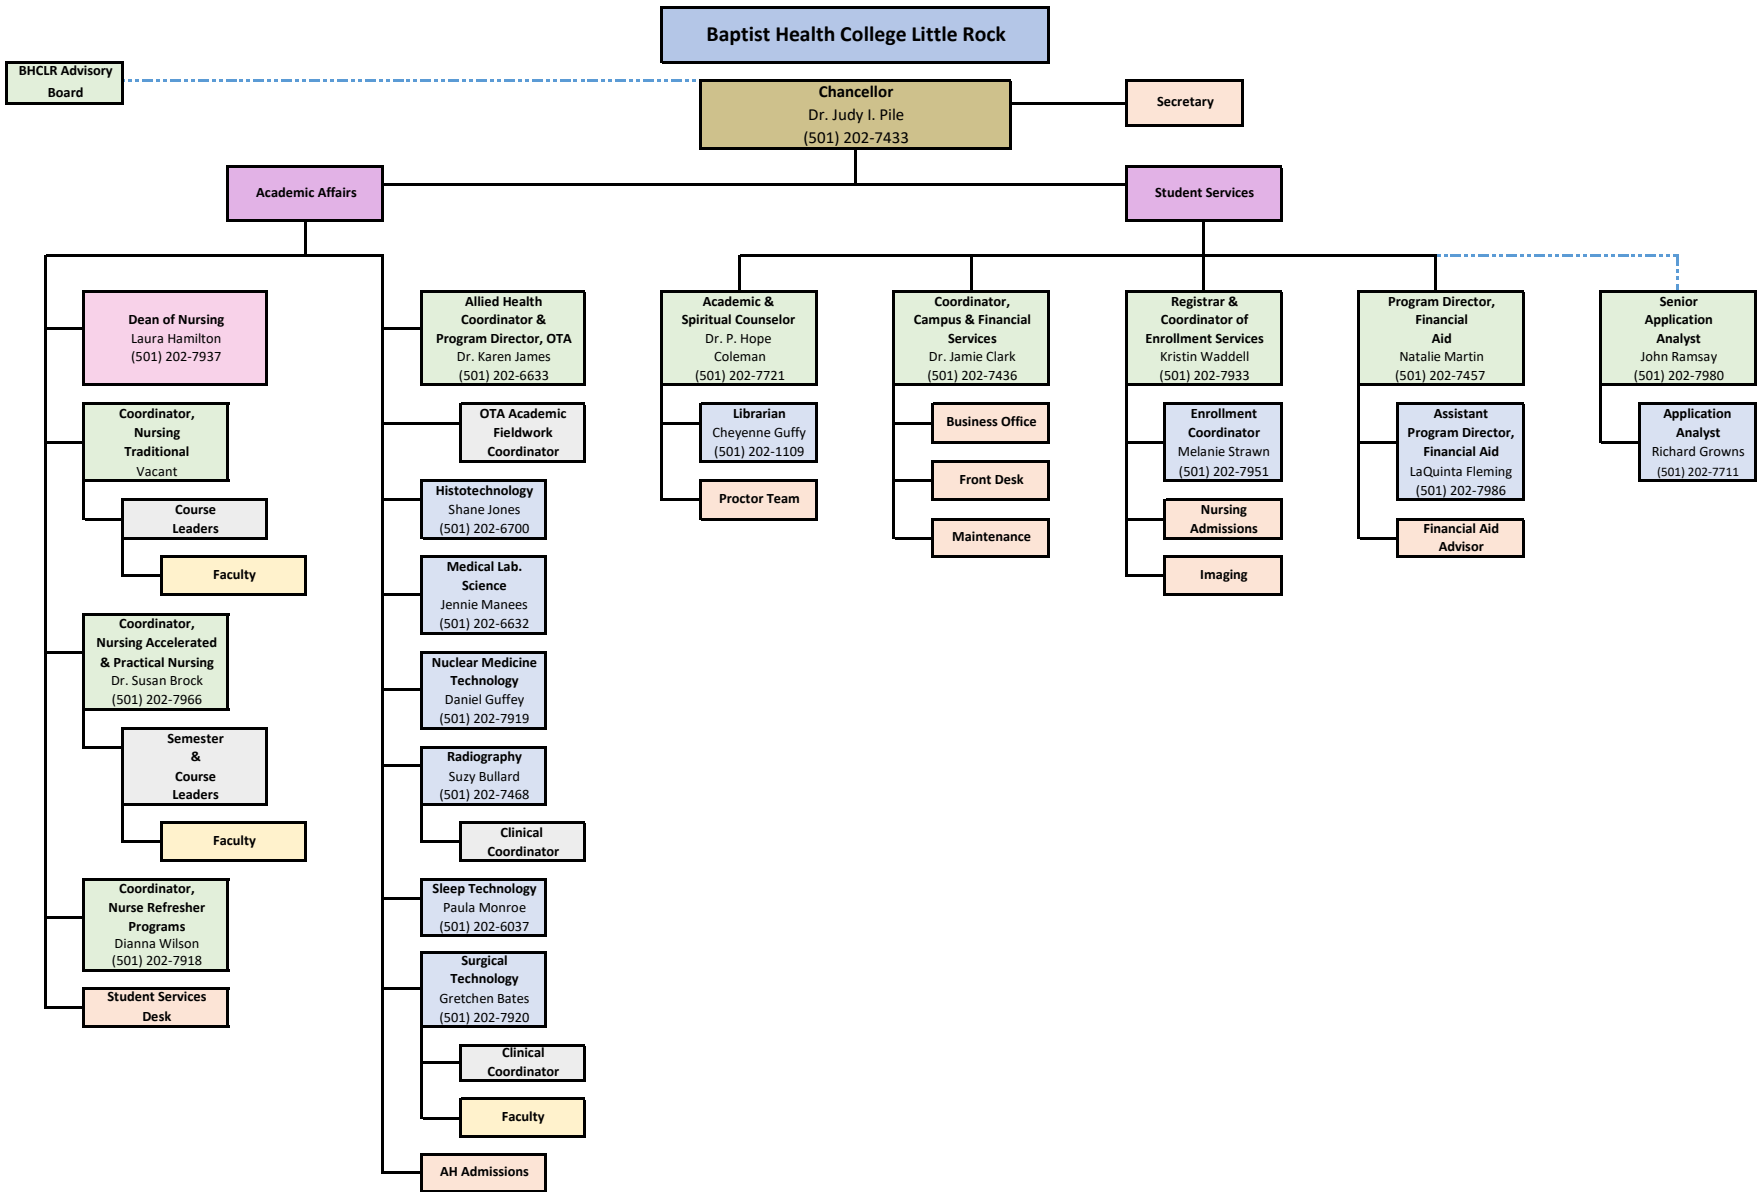 Baptist Health College Little Rock
BHCLR Advisory
Board
Chancellor
Dr. Judy I. Pile
(501) 202-7433
Secretary
Academic Affairs
Student Services
Dean of Nursing
Laura Hamilton
(501) 202-7937
Coordinator,
Nursing
Traditional
Vacant
Course
Leaders
Faculty
Coordinator,
Nursing Accelerated
& Practical Nursing
Dr. Susan Brock
(501) 202-7966
Semester
&
Course
Leaders
Faculty
Coordinator,
Nurse Refresher
Programs
Dianna Wilson
(501) 202-7918
Student Services
Desk
Allied Health
Coordinator &
Program Director, OTA
Dr. Karen James
(501) 202-6633
OTA Academic
Fieldwork
Coordinator
Histotechnology
Shane Jones
(501) 202-6700
Medical Lab.
Science
Jennie Manees
(501) 202-6632
Nuclear Medicine
Technology
Daniel Guffey
(501) 202-7919
Radiography
Suzy Bullard
(501) 202-7468
Clinical
Coordinator
Sleep Technology
Paula Monroe
(501) 202-6037
Surgical
Technology
Gretchen Bates
(501) 202-7920
Clinical
Coordinator
Faculty
AH Admissions
Academic &
Spiritual Counselor
Dr. P. Hope
Coleman
(501) 202-7721
Librarian
Cheyenne Guffy
(501) 202-1109
Proctor Team
Coordinator,
Campus & Financial
Services
Dr. Jamie Clark
(501) 202-7436
Business Office
Front Desk
Maintenance
Registrar &
Coordinator of
Enrollment Services
Kristin Waddell
(501) 202-7933
Enrollment
Coordinator
Melanie Strawn
(501) 202-7951
Nursing
Admissions
Imaging
Program Director,
Financial
Aid
Natalie Martin
(501) 202-7457
Assistant
Program Director,
Financial Aid
LaQuinta Fleming
(501) 202-7986
Financial Aid
Advisor
Senior
Application
Analyst
John Ramsay
(501) 202-7980
Application
Analyst
Richard Growns
(501) 202-7711